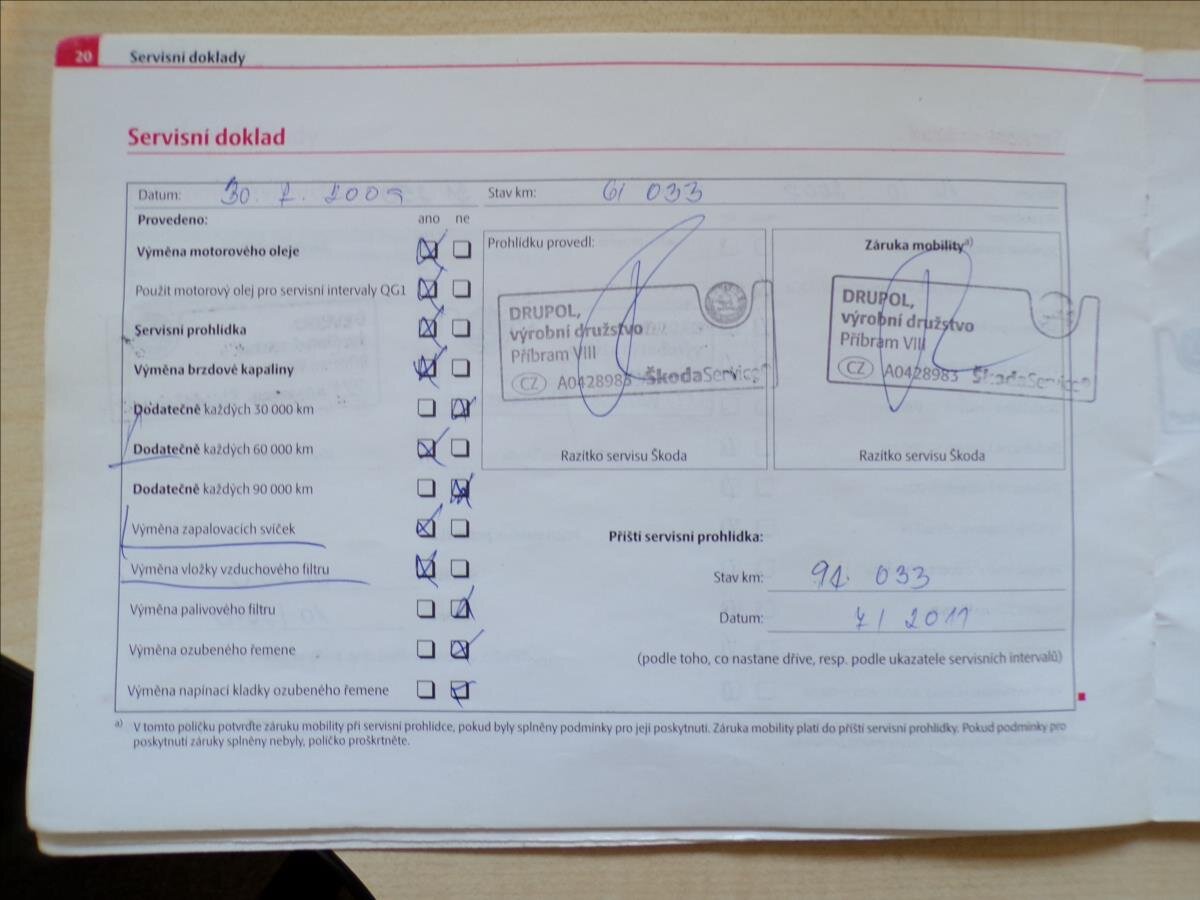 20 Servisní doklady
Servisní doklad
Datum: 30. 7. 2009 Stav km: 61 033
Provedeno: ano ne
Výměna motorového oleje
Použit motorový olej pro servisní intervaly QG1
Servisní prohlídka
Výměna brzdové kapaliny
Dodatečně každých 30 000 km
Dodatečně každých 60 000 km
Dodatečně každých 90 000 km
Výměna zapalovacích svíček
Výměna vložky vzduchového filtru
Výměna palivového filtru
Výměna ozubeného řemene
Výměna napínací kladky ozubeného řemene
Prohlídku provedl:
DRUPOL,
výrobní družstvo
Příbram VIII
CZ A0428983 ŠkodaService®
Razítko servisu Škoda
Záruka mobility a)
DRUPOL,
výrobní družstvo
Příbram VIII
CZ A0428983 ŠkodaService®
Razítko servisu Škoda
Příští servisní prohlídka:
Stav km: 91 033
Datum: 7/ 2011
(podle toho, co nastane dříve, resp. podle ukazatele servisních intervalů)
a) V tomto políčku potvrďte záruku mobility při servisní prohlídce, pokud byly splněny podmínky pro její poskytnutí. Záruka mobility platí do příští servisní prohlídky. Pokud podmínky pro
poskytnutí záruky splněny nebyly, políčko proškrtněte.